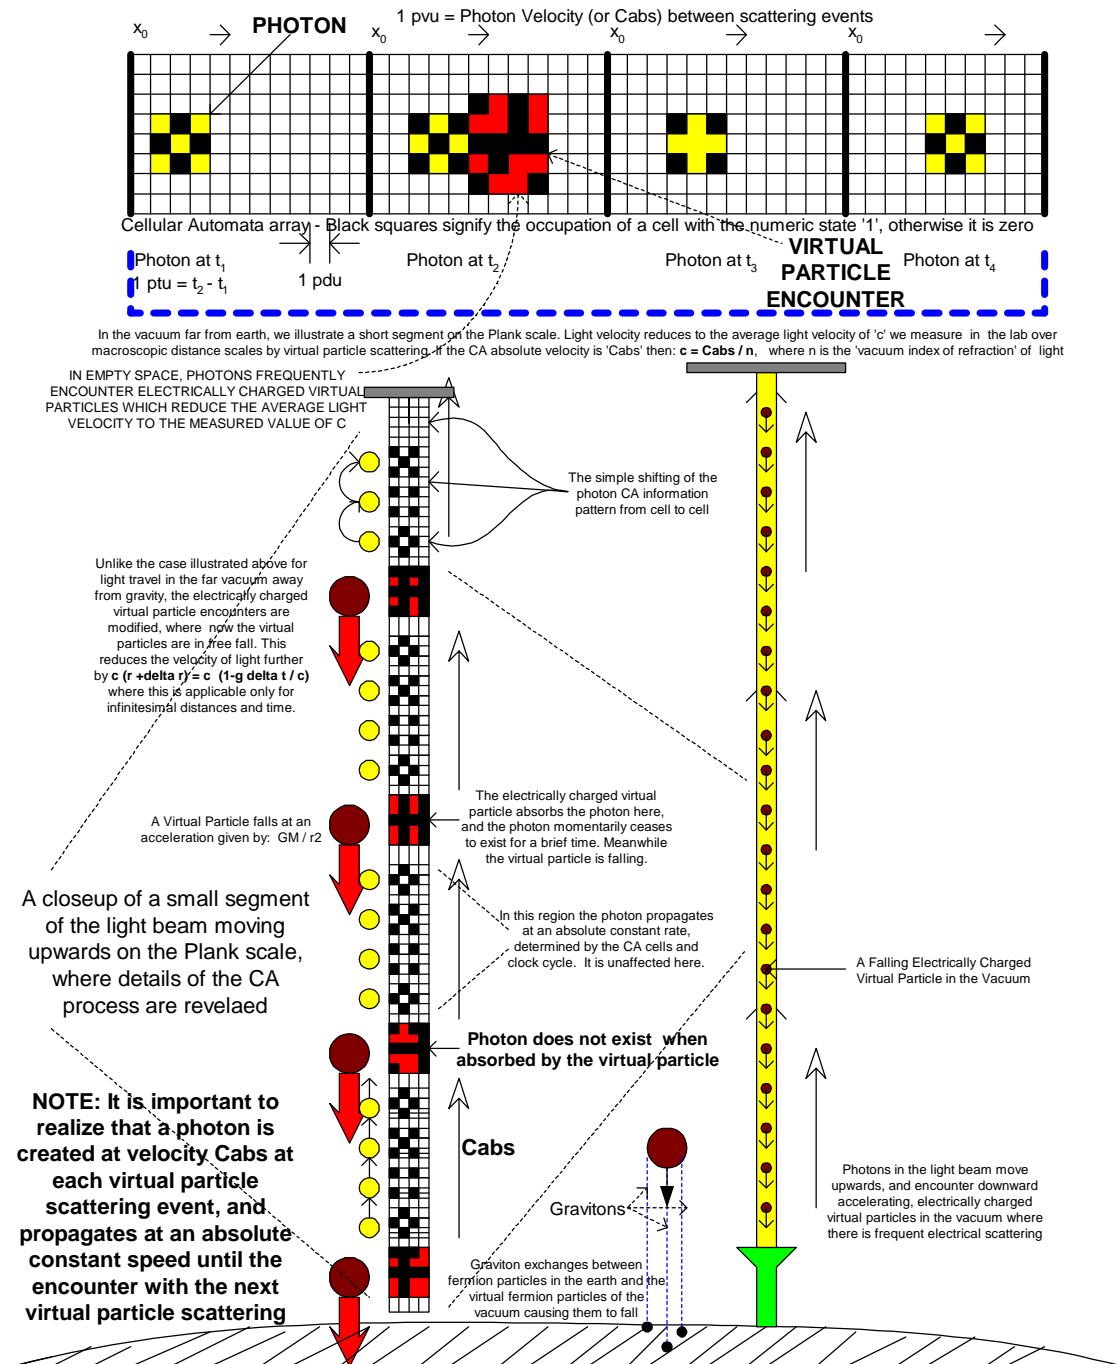 1 pvu = Photon Velocity (or Cabs) between scattering events
x0
PHOTON
x0
x0
x0
Cellular Automata array - Black squares signify the occupation of a cell with the numeric state '1', otherwise it is zero
Photon at t1
1 ptu = t2 - t1
1 pdu
Photon at t2
Photon at t3
VIRTUAL
PARTICLE
ENCOUNTER
Photon at t4
In the vacuum far from earth, we illustrate a short segment on the Plank scale. Light velocity reduces to the average light velocity of 'c' we measure in the lab over
macroscopic distance scales by virtual particle scattering. If the CA absolute velocity is 'Cabs' then: c = Cabs / n, where n is the 'vacuum index of refraction' of light
IN EMPTY SPACE, PHOTONS FREQUENTLY
ENCOUNTER ELECTRICALLY CHARGED VIRTUAL
PARTICLES WHICH REDUCE THE AVERAGE LIGHT
VELOCITY TO THE MEASURED VALUE OF C
The simple shifting of the
photon CA information
pattern from cell to cell
Unlike the case illustrated above for
light travel in the far vacuum away
from gravity, the electrically charged
virtual particle encounters are
modified, where now the virtual
particles are in free fall. This
reduces the velocity of light further
by c (r +delta r) = c (1-g delta t / c)
where this is applicable only for
infinitesimal distances and time.
A Virtual Particle falls at an
acceleration given by: GM / r2
The electrically charged virtual
particle absorbs the photon here,
and the photon momentarily ceases
to exist for a brief time. Meanwhile
the virtual particle is falling.
A closeup of a small segment
of the light beam moving
upwards on the Plank scale,
where details of the CA
process are revelaed
In this region the photon propagates
at an absolute constant rate,
determined by the CA cells and
clock cycle. It is unaffected here.
A Falling Electrically Charged
Virtual Particle in the Vacuum
Photon does not exist when
absorbed by the virtual particle
NOTE: It is important to
realize that a photon is
created at velocity Cabs at
each virtual particle
scattering event, and
propagates at an absolute
constant speed until the
encounter with the next
virtual particle scattering
Cabs
Gravitons
Photons in the light beam move
upwards, and encounter downward
accelerating, electrically charged
virtual particles in the vacuum where
there is frequent electrical scattering
Graviton exchanges between
fermion particles in the earth and the
virtual fermion particles of the
vacuum causing them to fall